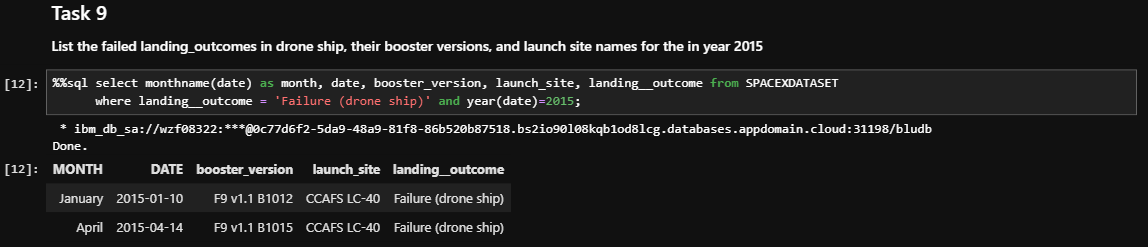 Task 9
List the failed landing_outcomes in drone ship, their booster versions, and launch site names for the in year 2015
[12]: %%sql select monthname(date) as month, date, booster_version, launch_site, landing__outcome from SPACEXDATASET
where landing__outcome = 'Failure (drone ship)' and year(date)=2015;
* ibm_db_sa://wzf08322:***@0c77d6f2-5da9-48a9-81f8-86b520b87518.bs2io90l08kqb1od8lcg.databases.appdomain.cloud:31198/bludb
Done.
[12]: MONTH DATE booster_version launch_site landing__outcome
January 2015-01-10 F9 v1.1 B1012 CCAFS LC-40 Failure (drone ship)
April 2015-04-14 F9 v1.1 B1015 CCAFS LC-40 Failure (drone ship)